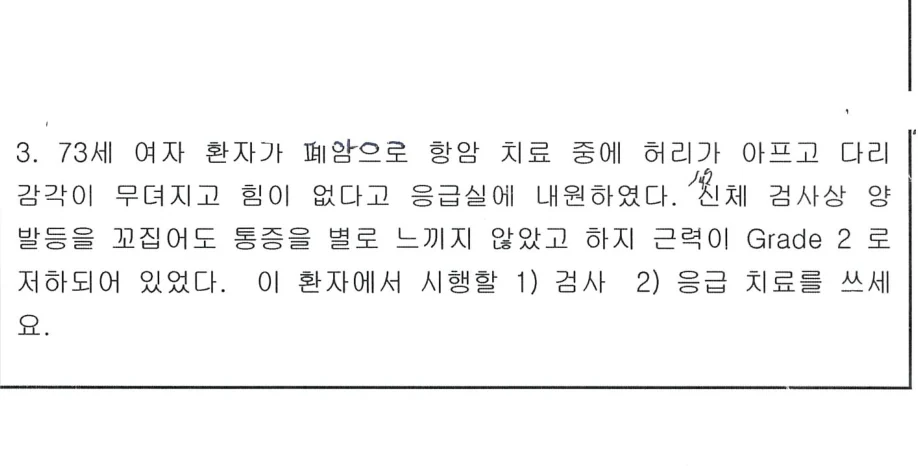 3. 73세 여자 환자가 폐암으로 항암 치료 중에 허리가 아프고 다리
감각이 무뎌지고 힘이 없다고 응급실에 내원하였다. 신체 검사상 양
발등을 꼬집어도 통증을 별로 느끼지 않았고 하지 근력이 Grade 2 로
저하되어 있었다. 이 환자에서 시행할 1) 검사 2) 응급 치료를 쓰세
요.